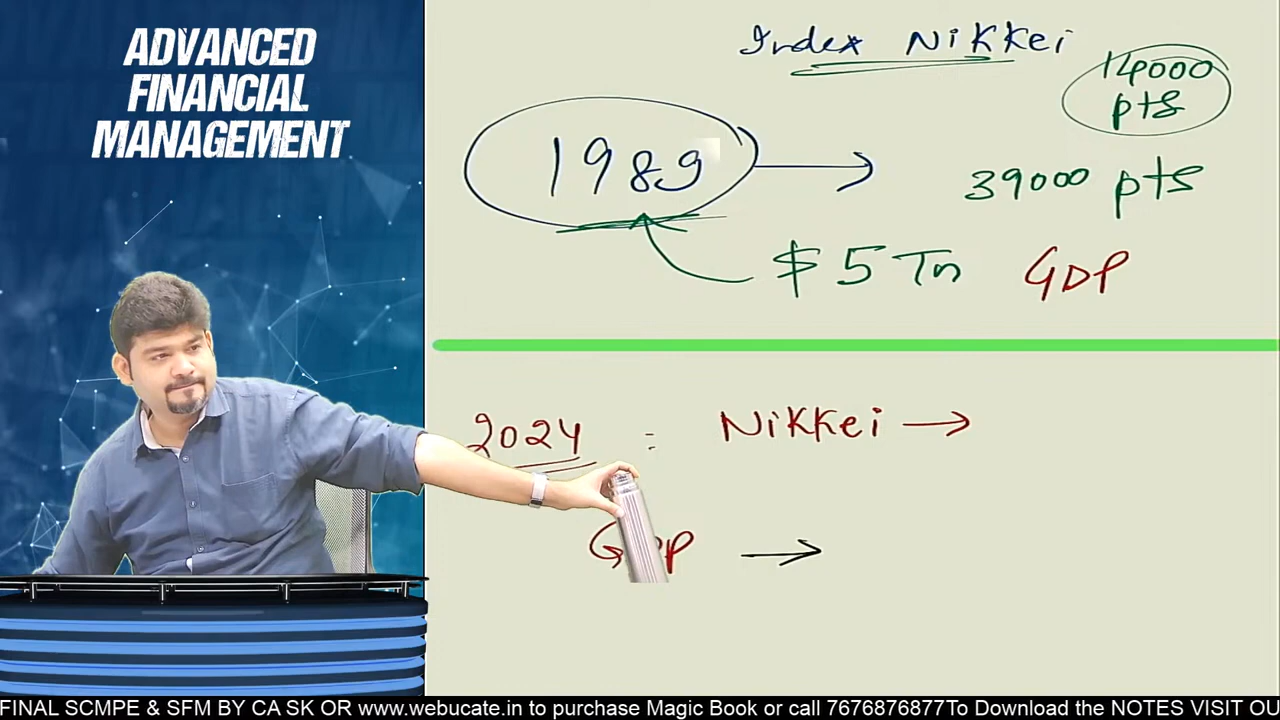 ADVANCED
FINANCIAL
MANAGEMENT
Index Nikkei
14000
pts
1989 → 39000 pts
$ 5 Tn GDP
2024 : Nikkei →
→
FINAL SCMPE & SFM BY CA SK OR www.webucate.in to purchase Magic Book or call 7676876877To Download the NOTES VISIT OU